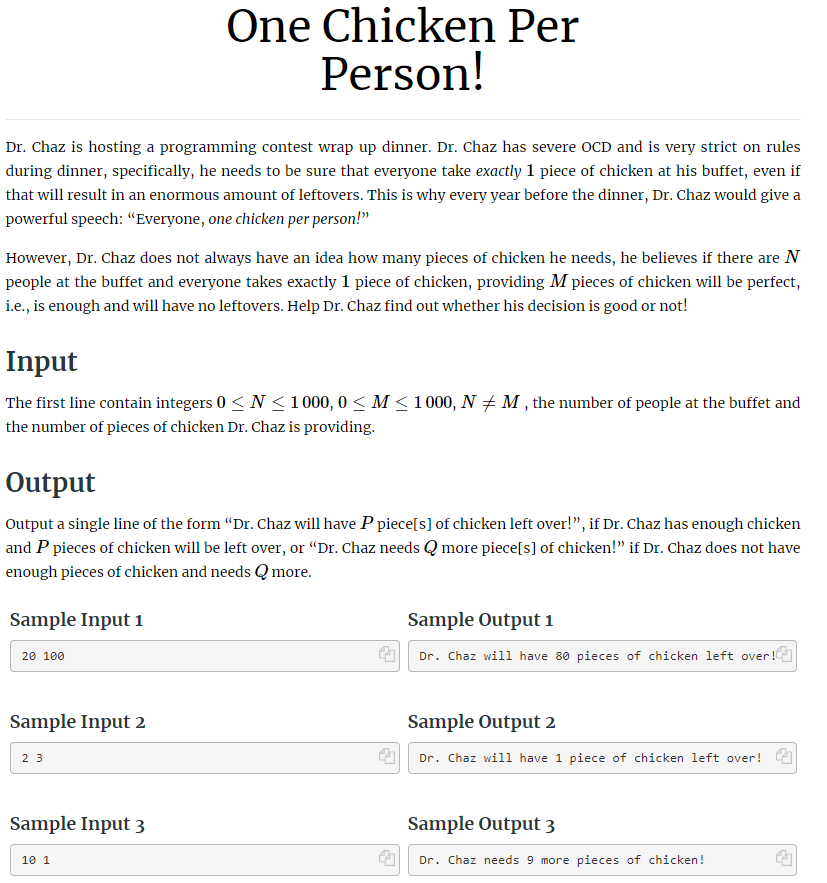 One Chicken Per
Person!
Dr. Chaz is hosting a programming contest wrap up dinner. Dr. Chaz has severe OCD and is very strict on rules
during dinner, specifically, he needs to be sure that everyone take exactly 1 piece of chicken at his buffet, even if
that will result in an enormous amount of leftovers. This is why every year before the dinner, Dr. Chaz would give a
powerful speech: “Everyone, one chicken per person!”
However, Dr. Chaz does not always have an idea how many pieces of chicken he needs, he believes if there are N
people at the buffet and everyone takes exactly 1 piece of chicken, providing M pieces of chicken will be perfect,
i.e., is enough and will have no leftovers. Help Dr. Chaz find out whether his decision is good or not!
Input
The first line contain integers 0 ≤ N ≤ 1 000, 0 ≤ M ≤ 1 000, N ≠ M , the number of people at the buffet and
the number of pieces of chicken Dr. Chaz is providing.
Output
Output a single line of the form “Dr. Chaz will have P piece[s] of chicken left over!”, if Dr. Chaz has enough chicken
and P pieces of chicken will be left over, or “Dr. Chaz needs Q more piece[s] of chicken!” if Dr. Chaz does not have
enough pieces of chicken and needs Q more.
Sample Input 1
Sample Output 1
20 100
Dr. Chaz will have 80 pieces of chicken left over!
Sample Input 2
Sample Output 2
2 3
Dr. Chaz will have 1 piece of chicken left over!
Sample Input 3
Sample Output 3
10 1
Dr. Chaz needs 9 more pieces of chicken!